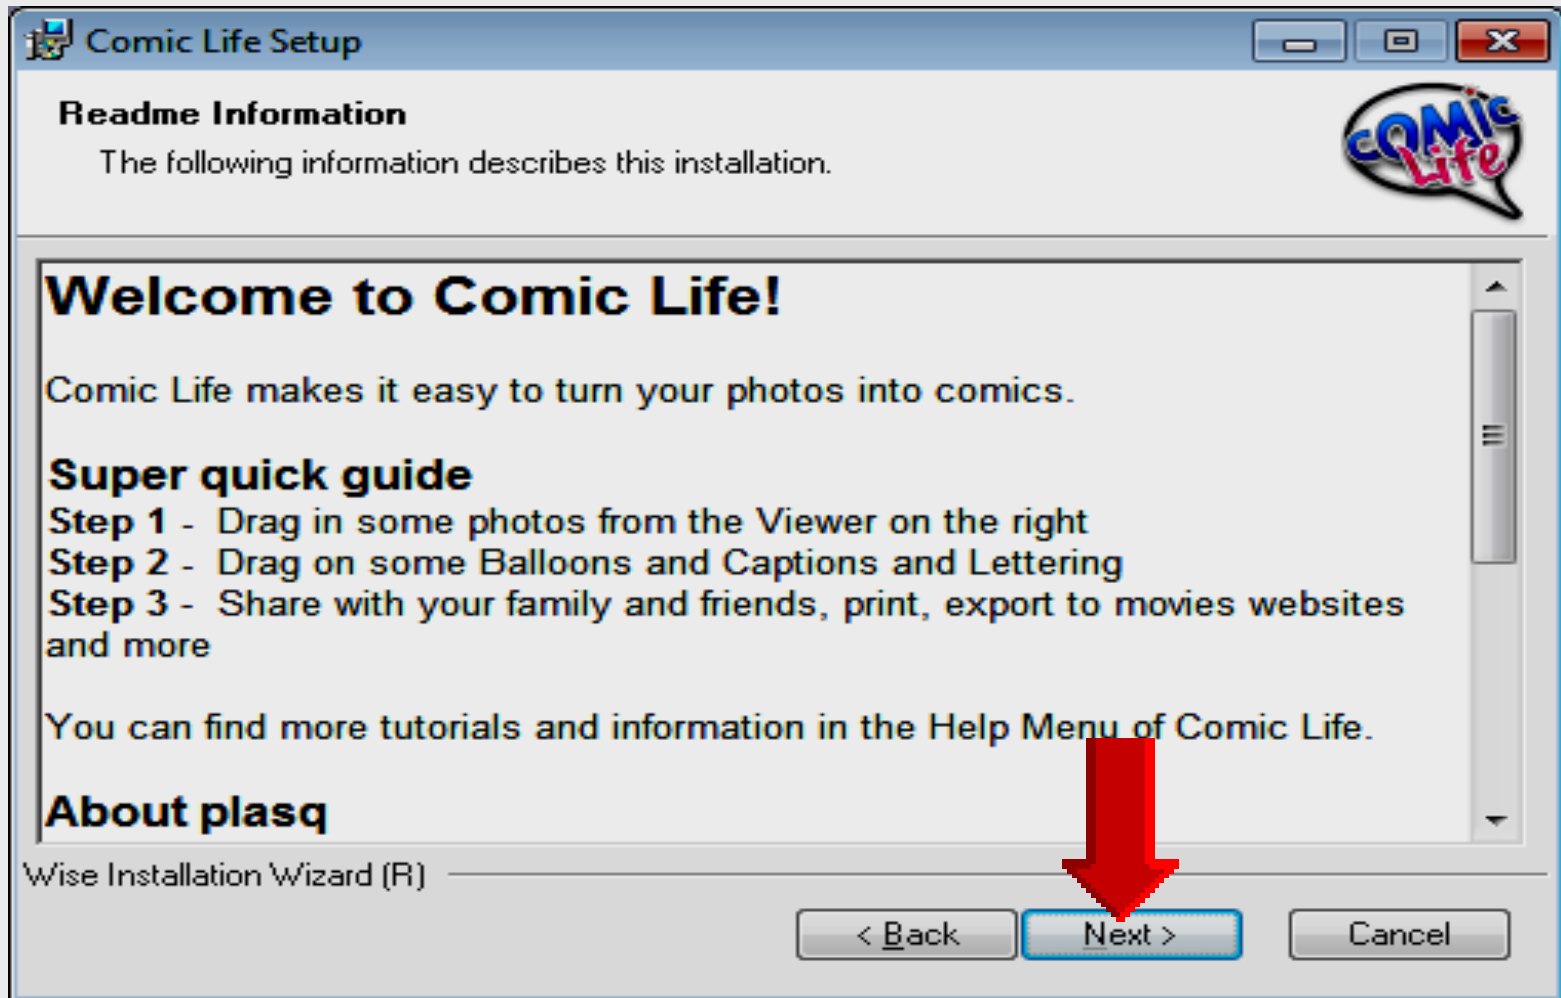 Comic Life Setup
Readme Information
The following information describes this installation.
COMiC
Life
Welcome to Comic Life!
Comic Life makes it easy to turn your photos into comics.
Super quick guide
Step 1 - Drag in some photos from the Viewer on the right
Step 2 - Drag on some Balloons and Captions and Lettering
Step 3 - Share with your family and friends, print, export to movies websites
and more
You can find more tutorials and information in the Help Menu of Comic Life.
About plasq
Wise Installation Wizard (R)
< Back
Next >
Cancel